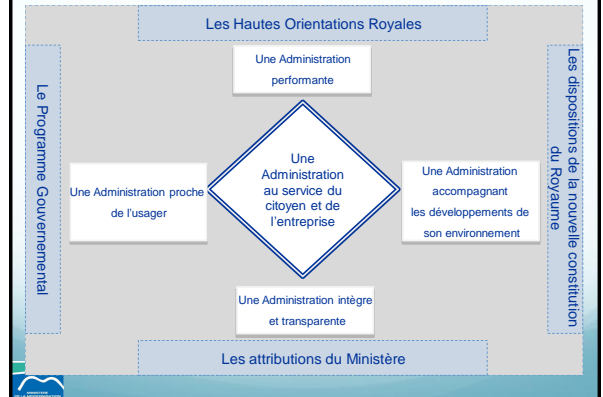 Les Hautes Orientations Royales
Une Administration
performante
Le Programme Gouvernemental
Une Administration proche
de l'usager
Une
Administration
au service du
citoyen et de
l'entreprise
Une Administration
accompagnant
les développements de
son environnement
Les dispositions de la nouvelle constitution
du Royaume
Une Administration intègre
et transparente
Les attributions du Ministère